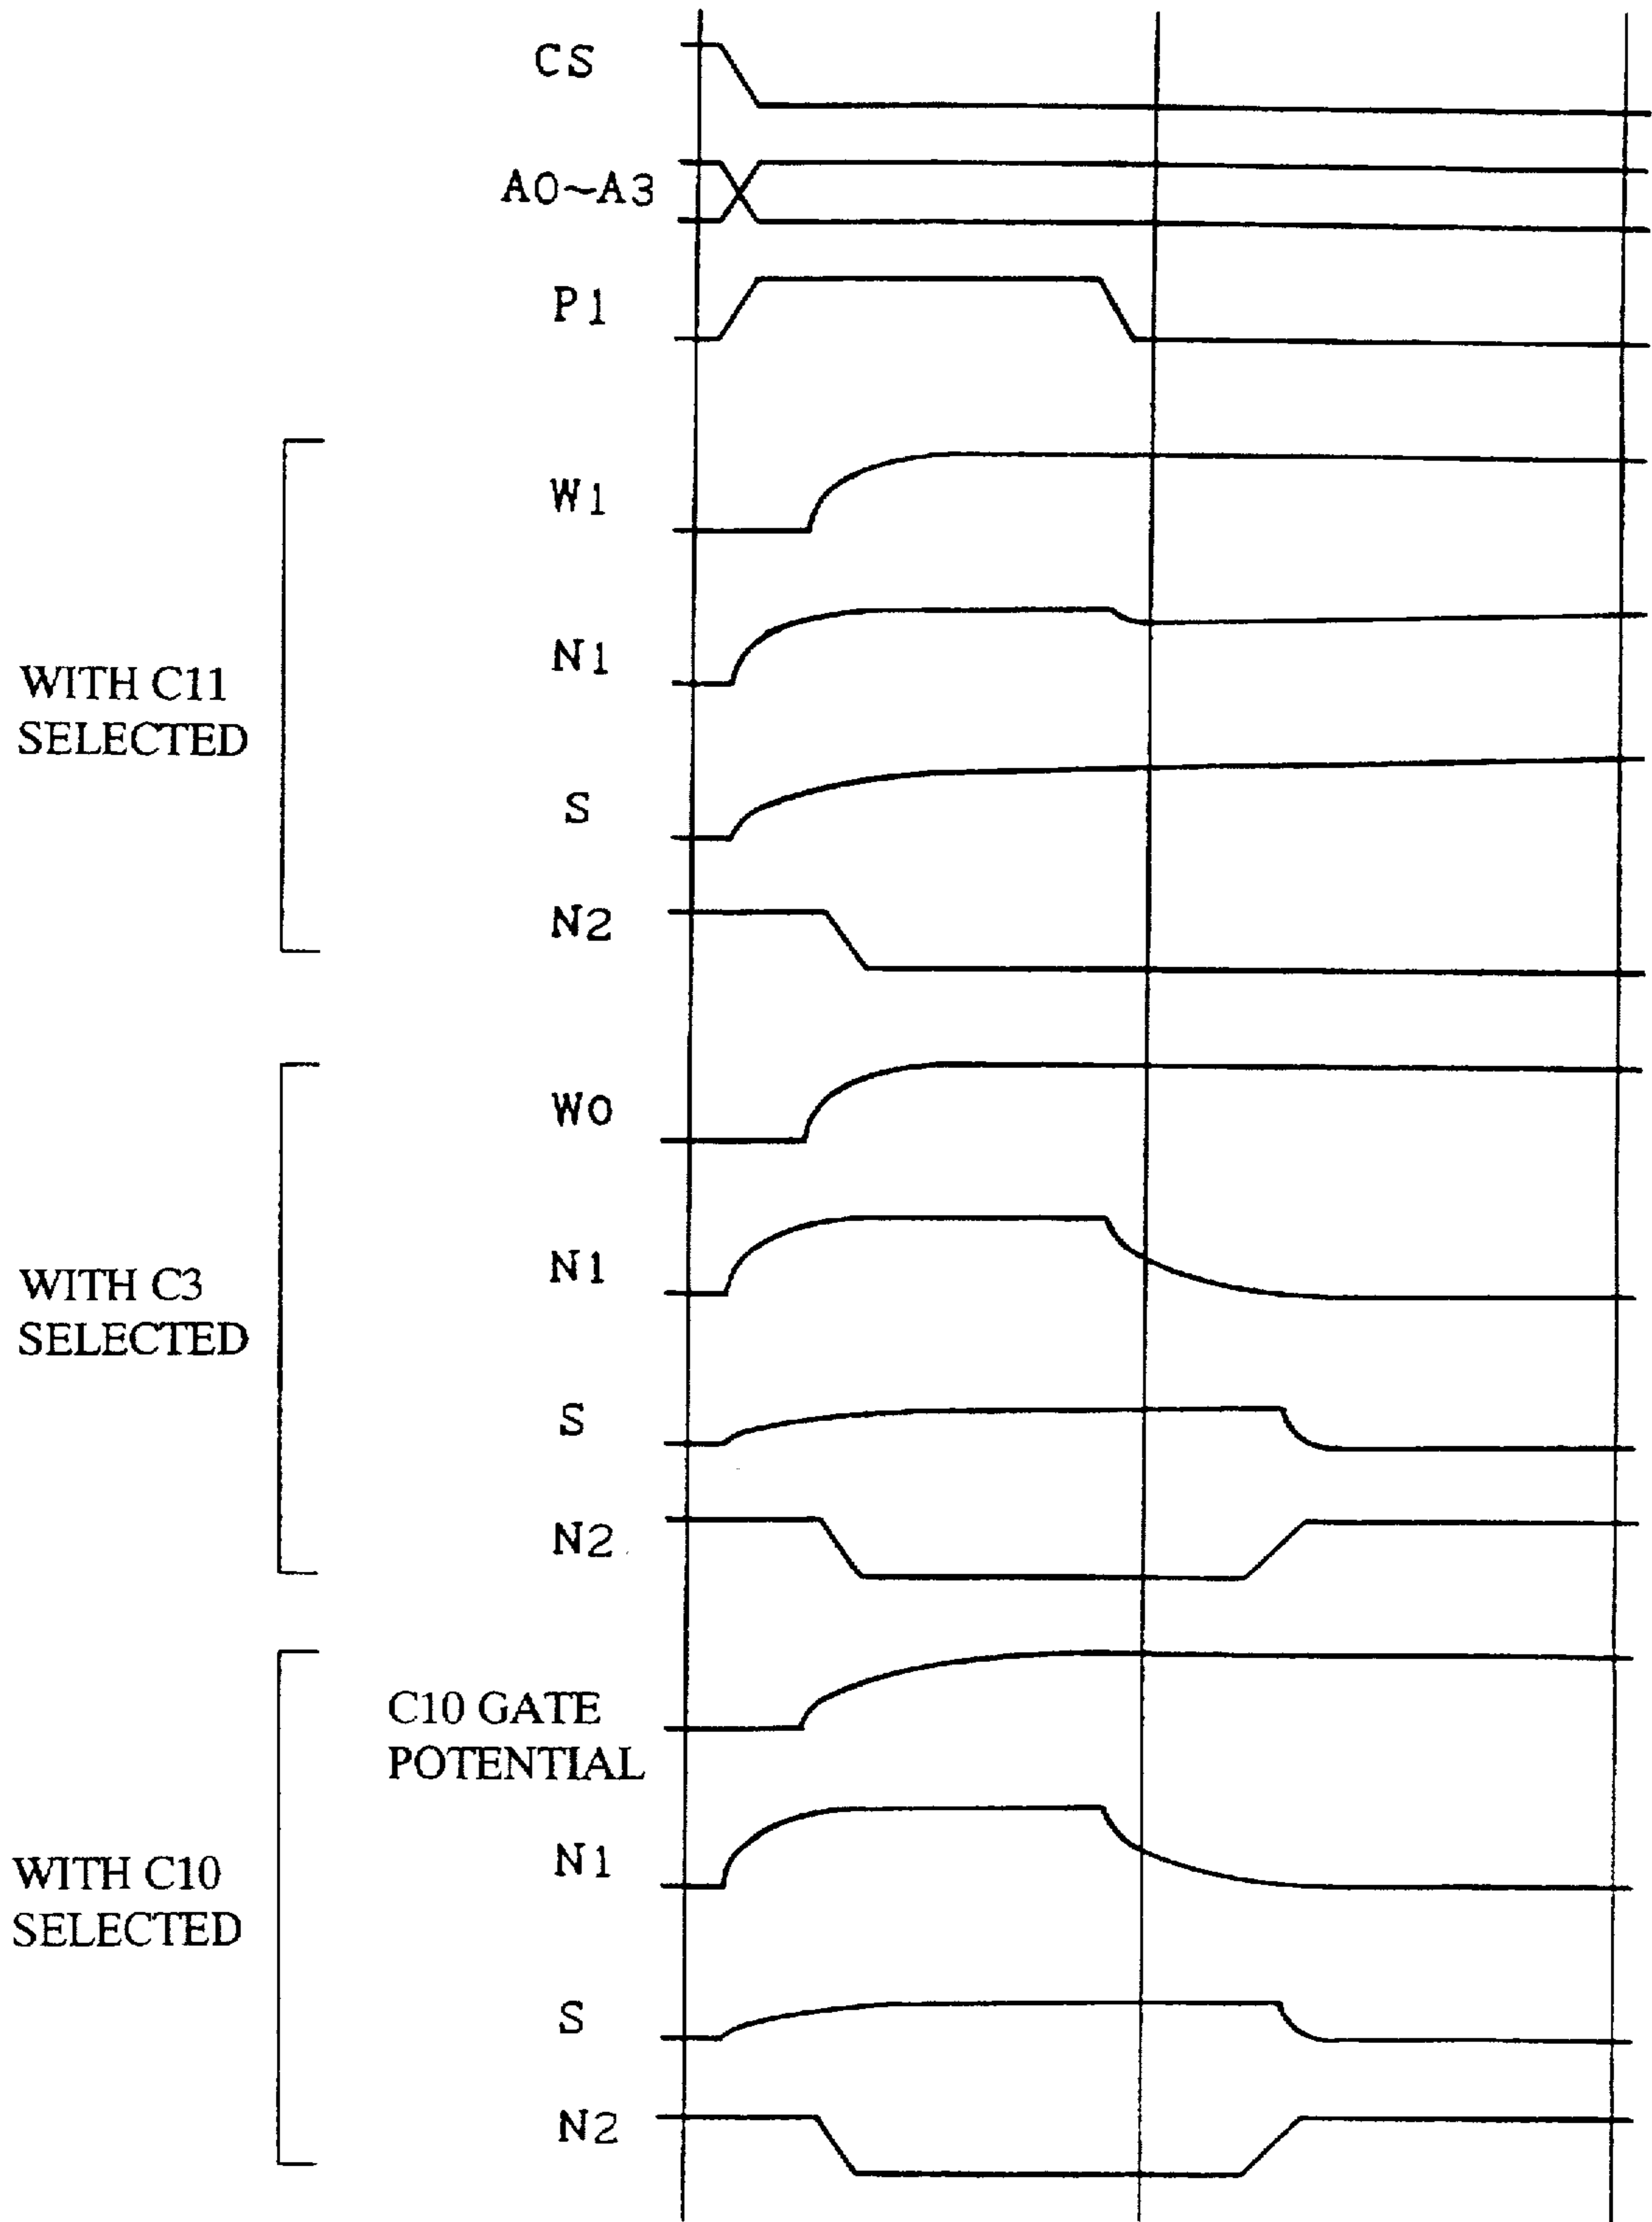 CS
A0~A3
P1
W1
N1
WITH C11
SELECTED
S
N2
W0
N1
WITH C3
SELECTED
S
N2
C10 GATE
POTENTIAL
N1
WITH C10
SELECTED
S
N2